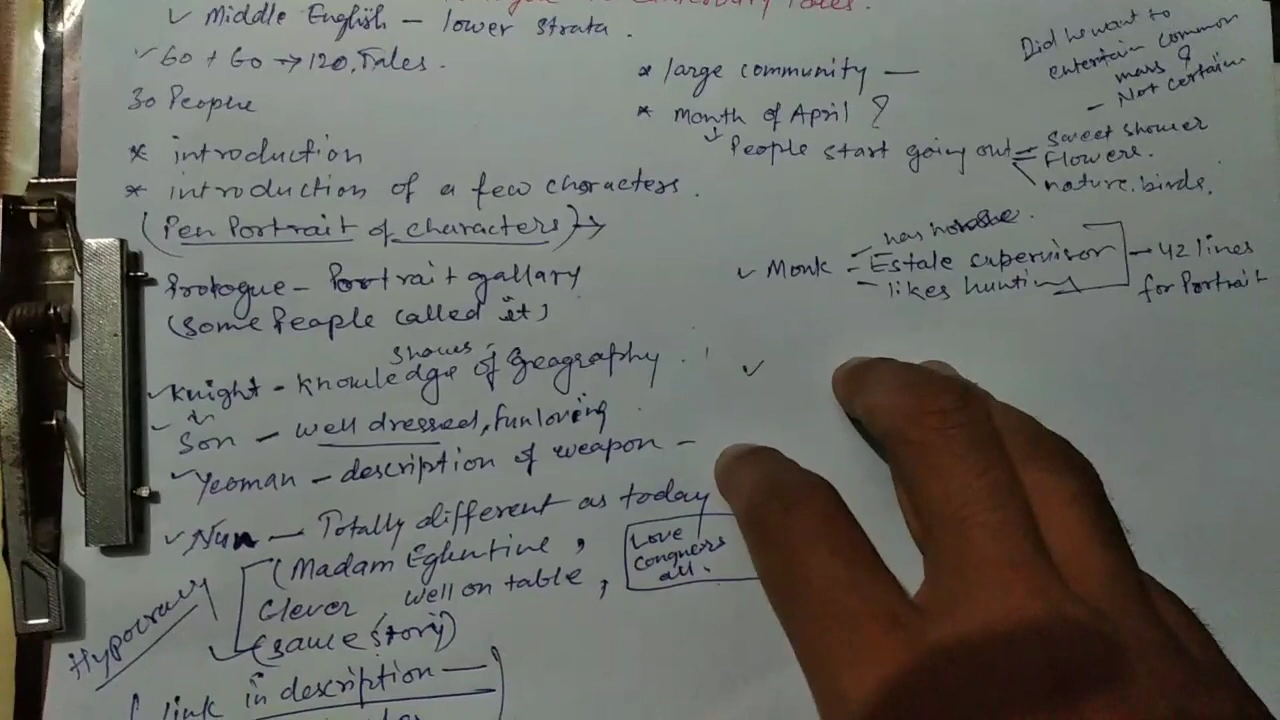 Canterbury Tales.
✓ Middle English – lower strata.
✓ 60 + 60 → 120, Tales.
30 People
* introduction
* introduction of a few characters.
(Pen Portrait of characters) →
Prologue – Portrait gallary
(some People called it)
✓ Knight – knowledge of Geography.
shows
✓ Son – well dressed, fun loving
✓ Yeoman – description of weapon –
✓ Nun – Totally different as today
(Madam Eglentine,
Clever, well on table,
(same story)
Love
conquers
all.
Hypocracy
link in description –
* large community –
* month of April ?
People start going out
sweet shower
Flowers.
nature. birds.
Did he want to
entertain common
mass ?
– Not certain
✓ Monk
Estate supervisor
– likes hunting
– 42 lines
for Portrait
✓